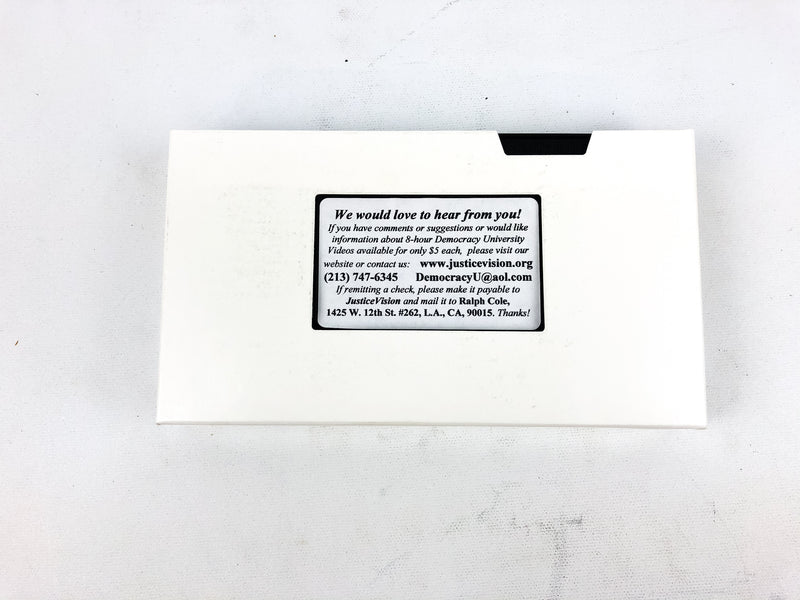 We would love to hear from you!
If you have comments or suggestions or would like
information about 8-hour Democracy University
Videos available for only $5 each, please visit our
website or contact us: www.justicevision.org
(213) 747-6345 DemocracyU@aol.com
If remitting a check, please make it payable to
JusticeVision and mail it to Ralph Cole,
1425 W. 12th St. #262, L.A., CA, 90015. Thanks!